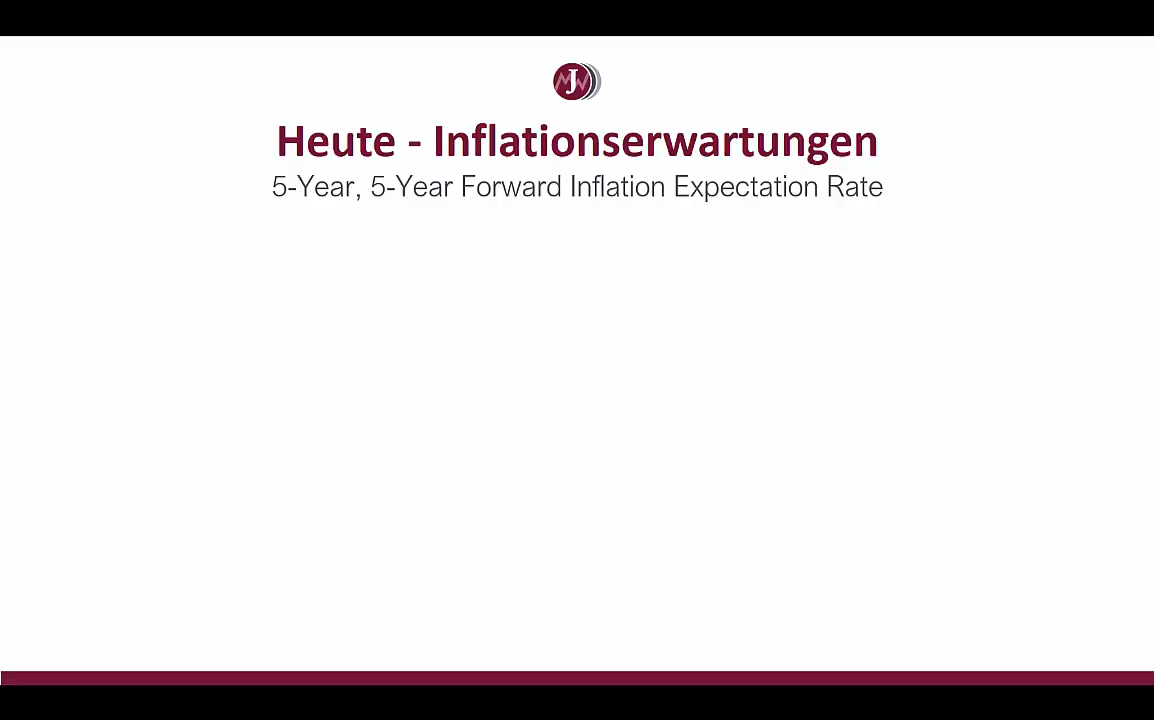 J
Heute - Inflationserwartungen
5-Year, 5-Year Forward Inflation Expectation Rate